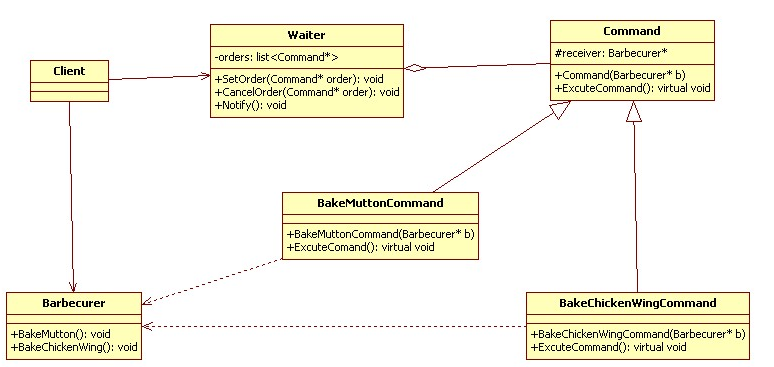 Waiter
-orders: list<Command*>
+SetOrder(Command* order): void
+CancelOrder(Command* order): void
+Notify(): void
Command
#receiver: Barbecurer*
+Command(Barbecurer* b)
+ExcuteCommand(): virtual void
Client
BakeMuttonCommand
+BakeMuttonCommand(Barbecurer* b)
+ExcuteComand(): virtual void
Barbecurer
+BakeMutton(): void
+BakeChickenWing(): void
BakeChickenWingCommand
+BakeChickenWingCommand(Barbecurer* b)
+ExcuteCommand(): virtual void